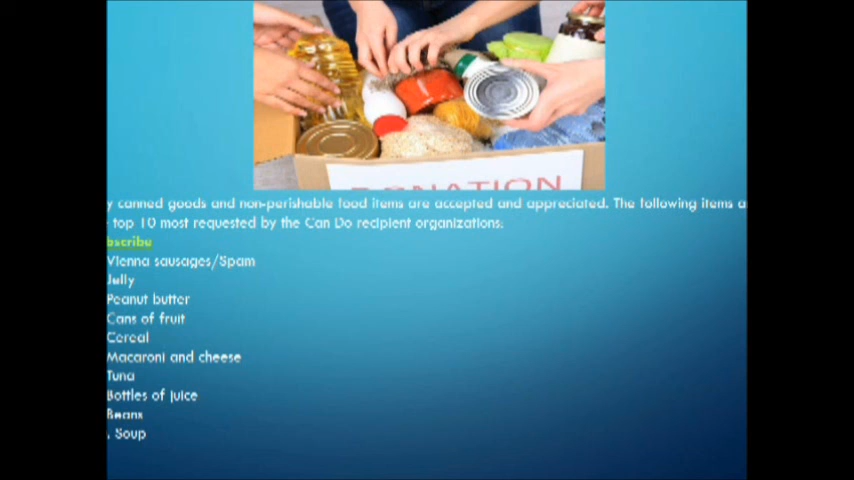 DONATION
y canned goods and non-perishable food items are accepted and appreciated. The following items a
top 10 most requested by the Can Do recipient organizations:
bscribe
Vienna sausages/Spam
Jelly
Peanut butter
Cans of fruit
Cereal
Macaroni and cheese
Tuna
Bottles of juice
Beans
. Soup